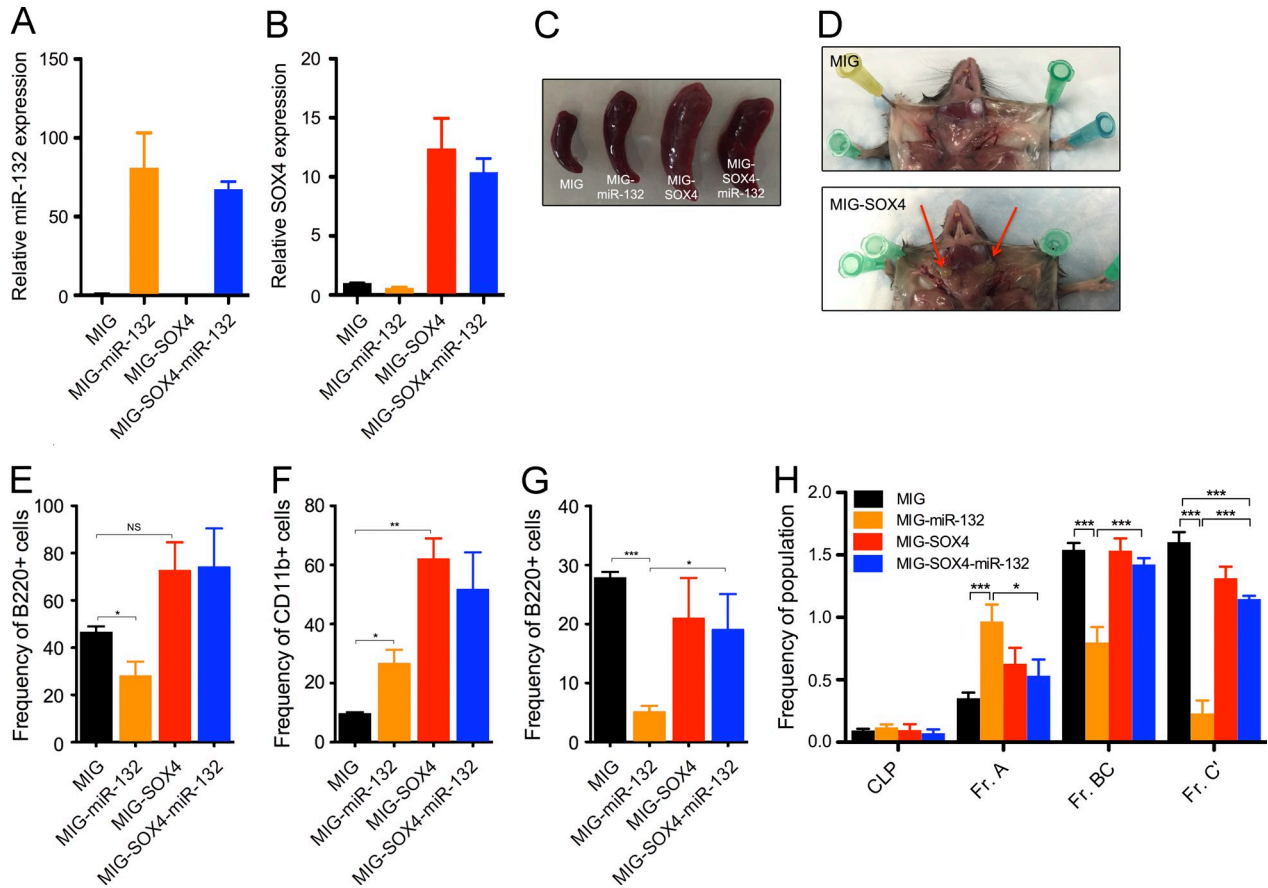 A
Relative miR-132 expression
150
100
50
0
MIG
MIG-miR-132
MIG-SOX4
MIG-SOX4-miR-132
B
Relative SOX4 expression
20
15
10
5
0
MIG
MIG-miR-132
MIG-SOX4
MIG-SOX4-miR-132
C
MIG
MIG-
miR-132
MIG-
SOX4
MIG-
SOX4-
miR-132
D
MIG
MIG-SOX4
E
Frequency of B220+ cells
100
80
60
40
20
0
NS
*
MIG
MIG-miR-132
MIG-SOX4
MIG-SOX4-miR-132
F
Frequency of CD11b+ cells
80
60
40
20
0
**
*
MIG
MIG-miR-132
MIG-SOX4
MIG-SOX4-miR-132
G
Frequency of B220+ cells
40
30
20
10
0
***
*
MIG
MIG-miR-132
MIG-SOX4
MIG-SOX4-miR-132
H
Frequency of population
2.0
1.5
1.0
0.5
0.0
MIG
MIG-miR-132
MIG-SOX4
MIG-SOX4-miR-132
*** *
*** ***
***
*** ***
CLP
Fr. A
Fr. BC
Fr. C'